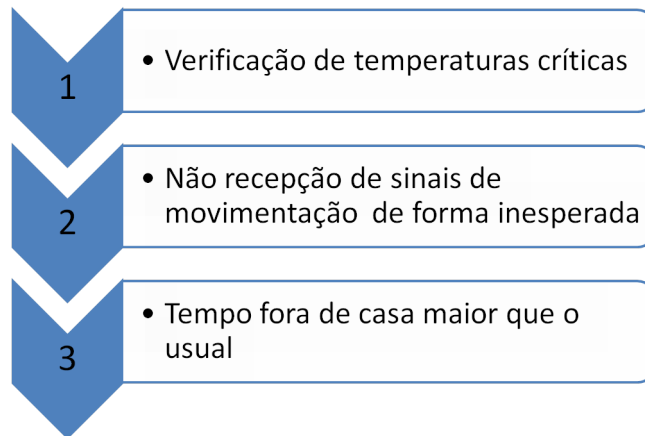 1
• Verificação de temperaturas críticas
2
• Não recepção de sinais de
movimentação de forma inesperada
3
• Tempo fora de casa maior que o
usual